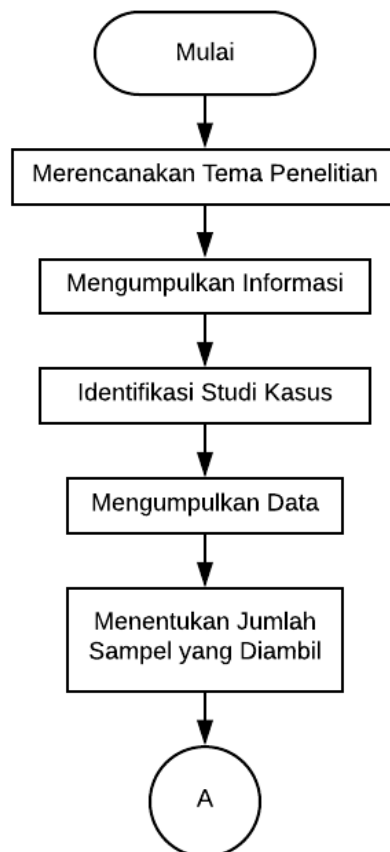 Mulai
Merencanakan Tema Penelitian
Mengumpulkan Informasi
Identifikasi Studi Kasus
Mengumpulkan Data
Menentukan Jumlah
Sampel yang Diambil
A